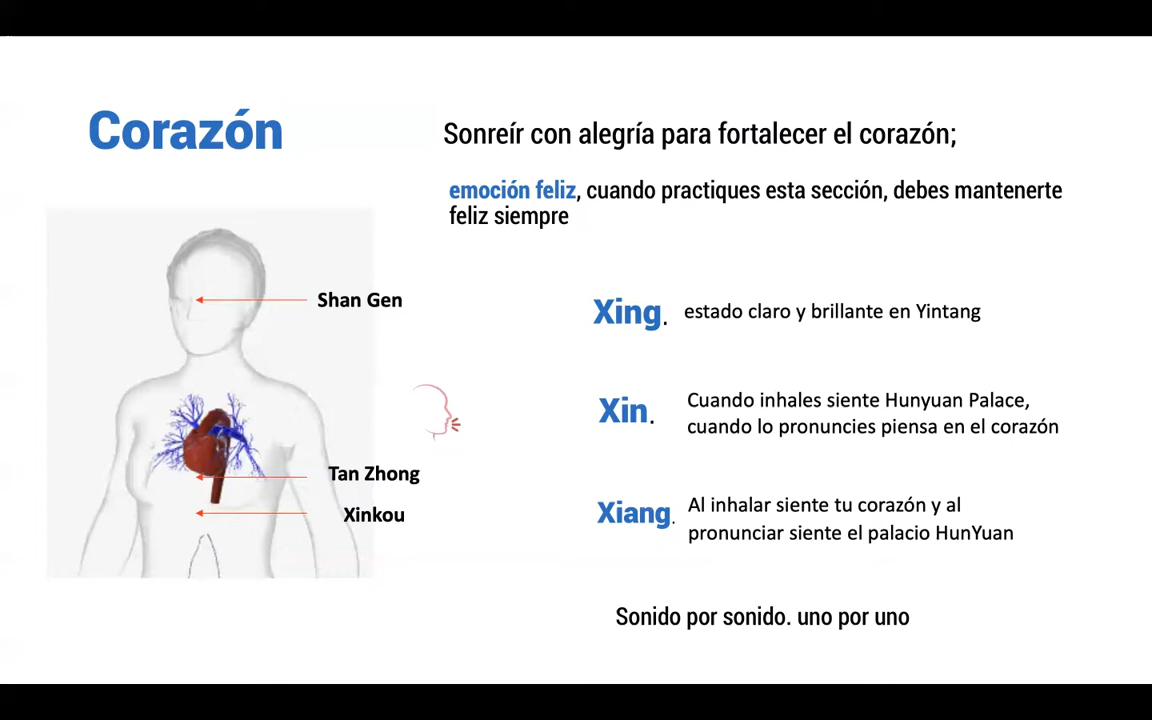 Corazón
Sonreír con alegría para fortalecer el corazón;
emoción feliz, cuando practiques esta sección, debes mantenerte
feliz siempre
Shan Gen
Xing. estado claro y brillante en Yintang
Xin. Cuando inhales siente Hunyuan Palace,
cuando lo pronuncies piensa en el corazón
Tan Zhong
Xinkou
Xiang. Al inhalar siente tu corazón y al
pronunciar siente el palacio HunYuan
Sonido por sonido. uno por uno